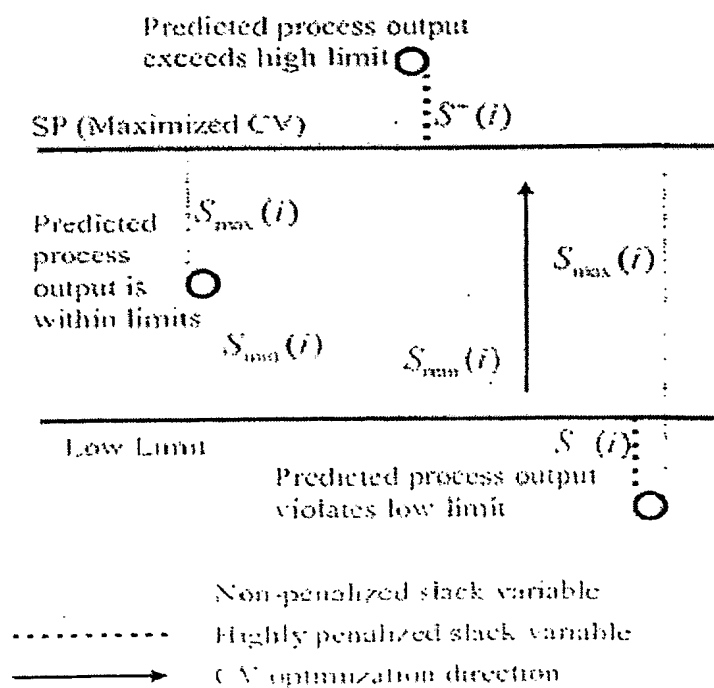 Predicted process output
exceeds high limit
S⁺(i)
SP (Maximized CV)
Predicted
process
output is
within limits
S_max(i)
S_max(i)
S_min(i)
S_min(i)
Low Limit
S (i)
Predicted process output
violates low limit
Non-penalized slack variable
Highly penalized slack variable
CV optimization direction